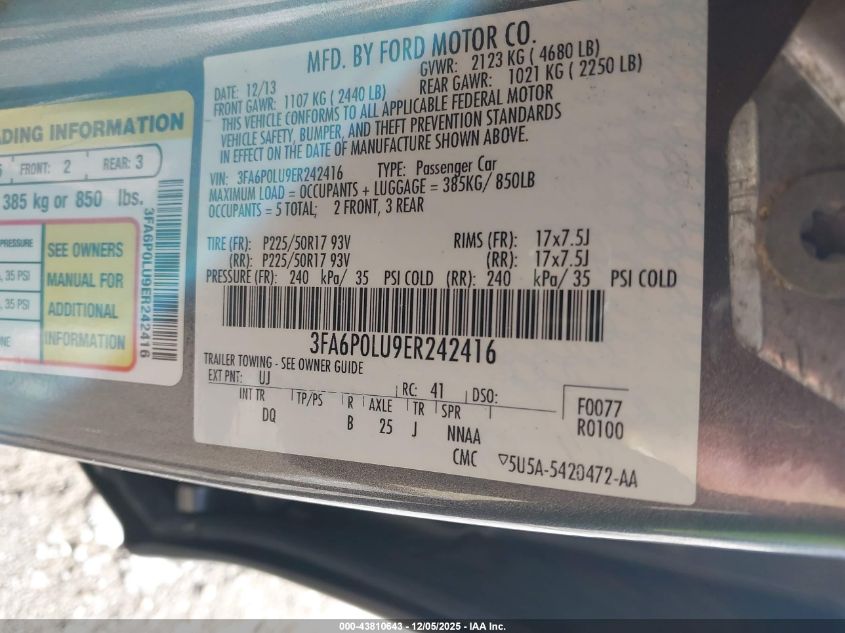 MFD. BY FORD MOTOR CO.
DATE: 12/13
GVWR: 2123 KG ( 4680 LB)
FRONT GAWR: 1107 KG ( 2440 LB)
REAR GAWR: 1021 KG ( 2250 LB)
THIS VEHICLE CONFORMS TO ALL APPLICABLE FEDERAL MOTOR
VEHICLE SAFETY, BUMPER, AND THEFT PREVENTION STANDARDS
IN EFFECT ON THE DATE OF MANUFACTURE SHOWN ABOVE.
VIN: 3FA6P0LU9ER242416 TYPE: Passenger Car
MAXIMUM LOAD = OCCUPANTS + LUGGAGE = 385KG/ 850LB
OCCUPANTS = 5 TOTAL; 2 FRONT, 3 REAR
TIRE (FR): P225/50R17 93V RIMS (FR): 17x7.5J
(RR): P225/50R17 93V (RR): 17x7.5J
PRESSURE (FR): 240 kPa/ 35 PSI COLD (RR): 240 kPa/ 35 PSI COLD
3FA6P0LU9ER242416
TRAILER TOWING - SEE OWNER GUIDE
EXT PNT: UJ RC: 41 DSO:
INT TR TP/PS R AXLE TR SPR
DQ B 25 J NNAA
F0077
R0100
CMC ▽5U5A-5420472-AA
INFORMATION
FRONT: 2 REAR: 3
385 kg or 850 lbs.
PRESSURE
35 PSI
35 PSI
SEE OWNERS
MANUAL FOR
ADDITIONAL
INFORMATION
3FA6P0LU9ER242416
000-43810643 - 12/05/2025 - IAA Inc.